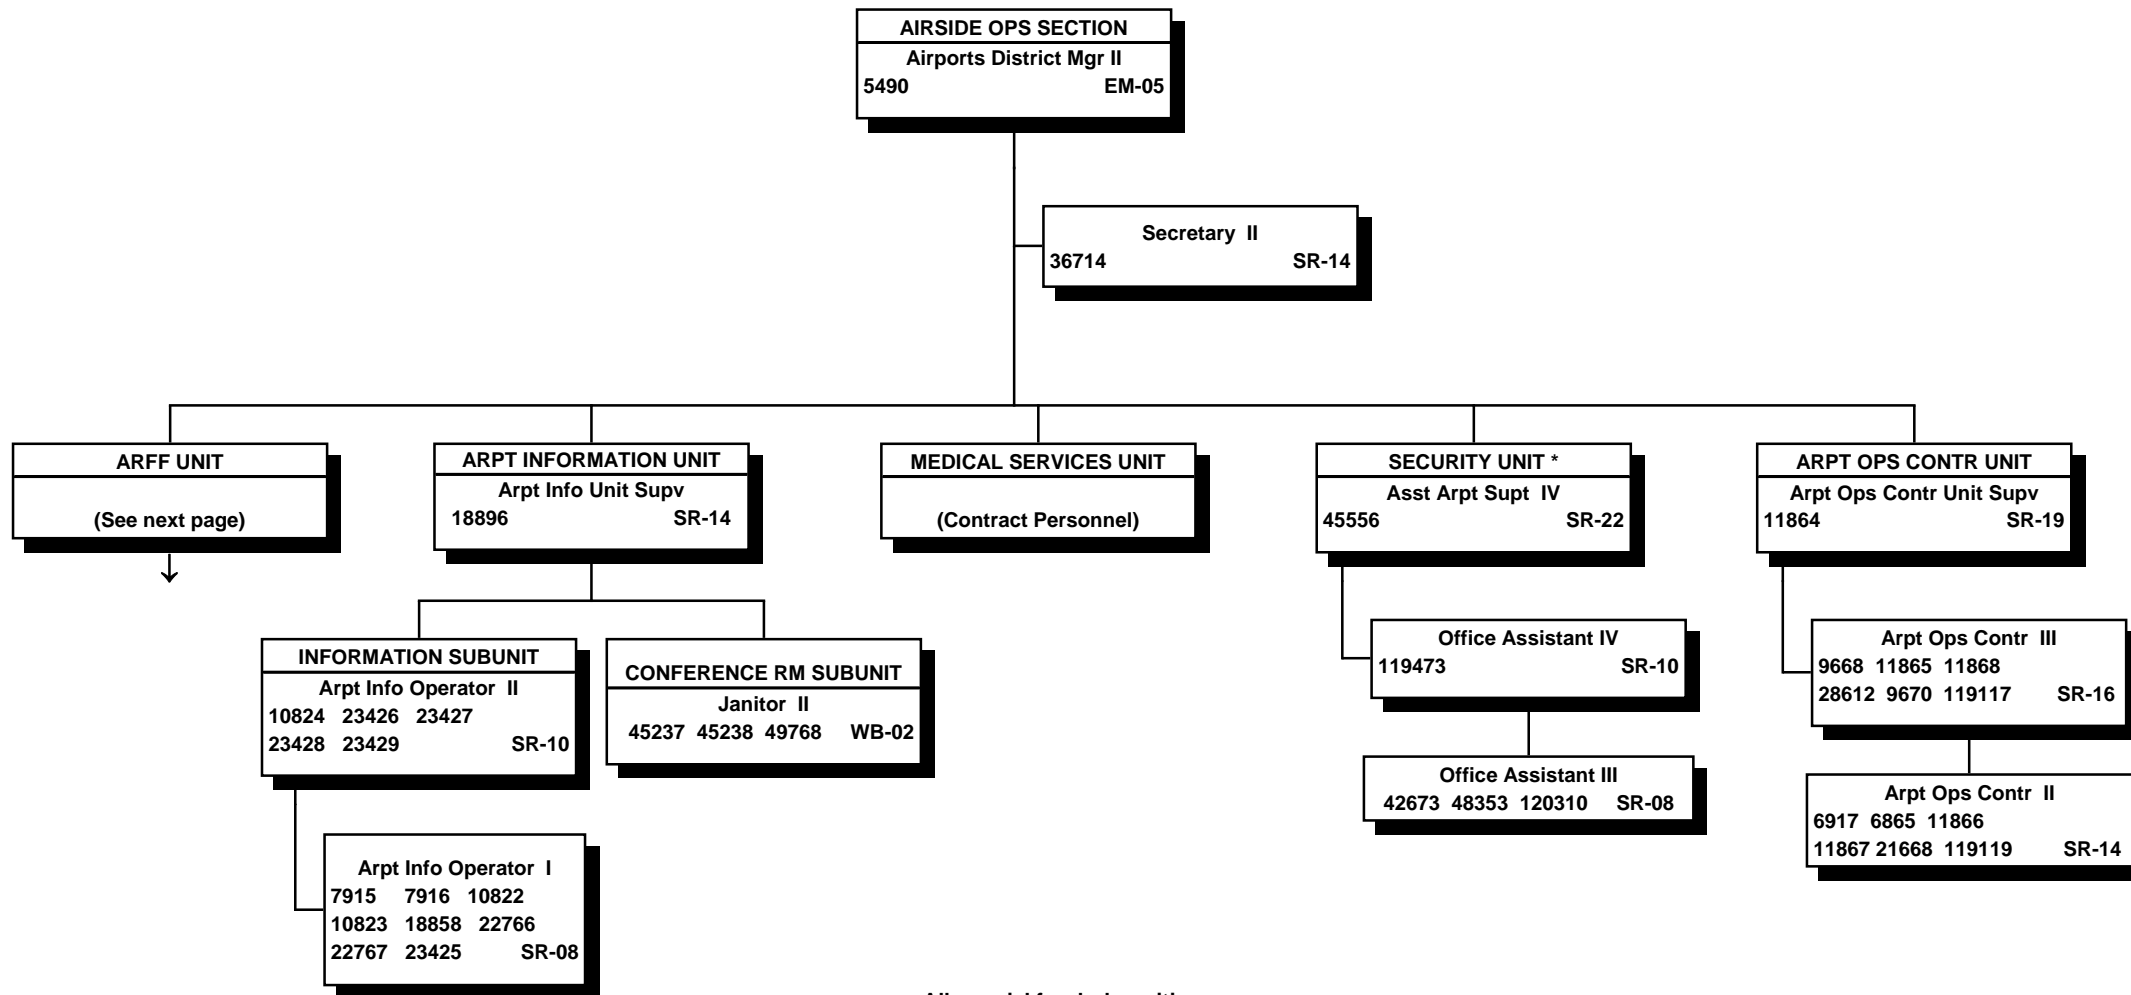 AIRSIDE OPS SECTION
Airports District Mgr II
5490 EM-05
Secretary II
36714 SR-14
ARFF UNIT
(See next page)
ARPT INFORMATION UNIT
Arpt Info Unit Supv
18896 SR-14
MEDICAL SERVICES UNIT
(Contract Personnel)
SECURITY UNIT *
Asst Arpt Supt IV
45556 SR-22
ARPT OPS CONTR UNIT
Arpt Ops Contr Unit Supv
11864 SR-19
INFORMATION SUBUNIT
Arpt Info Operator II
10824 23426 23427
23428 23429 SR-10
CONFERENCE RM SUBUNIT
Janitor II
45237 45238 49768 WB-02
Office Assistant IV
119473 SR-10
Arpt Ops Contr III
9668 11865 11868
28612 9670 119117 SR-16
Office Assistant III
42673 48353 120310 SR-08
Arpt Ops Contr II
6917 6865 11866
11867 21668 119119 SR-14
Arpt Info Operator I
7915 7916 10822
10823 18858 22766
22767 23425 SR-08